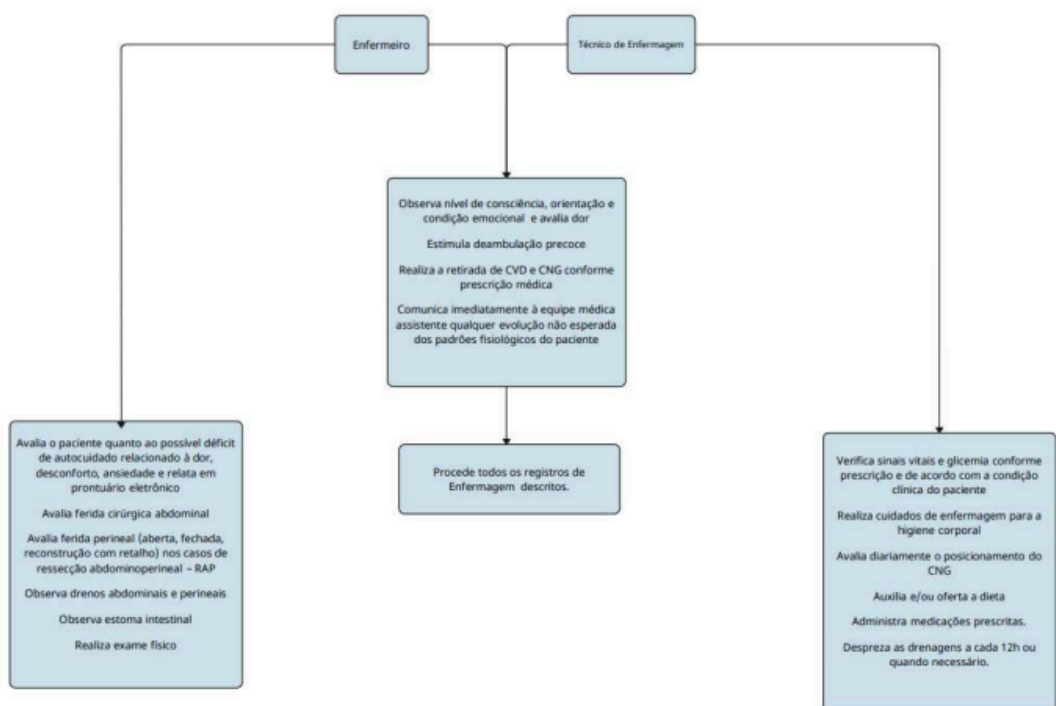 Enfermeiro
Técnico de Enfermagem
Observa nível de consciência, orientação e
condição emocional e avalia dor
Estimula deambulação precoce
Realiza a retirada de CVD e CNG conforme
prescrição médica
Comunica imediatamente à equipe médica
assistente qualquer evolução não esperada
dos padrões fisiológicos do paciente
Avalia o paciente quanto ao possível déficit
de autocuidado relacionado à dor,
desconforto, ansiedade e relata em
prontuário eletrônico
Avalia ferida cirúrgica abdominal
Avalia ferida perineal (aberta, fechada,
reconstrução com retalho) nos casos de
ressecção abdominoperineal – RAP
Observa drenos abdominais e perineais
Observa estoma intestinal
Realiza exame físico
Procede todos os registros de
Enfermagem descritos.
Verifica sinais vitais e glicemia conforme
prescrição e de acordo com a condição
clínica do paciente
Realiza cuidados de enfermagem para a
higiene corporal
Avalia diariamente o posicionamento do
CNG
Auxilia e/ou oferta a dieta
Administra medicações prescritas.
Despreza as drenagens a cada 12h ou
quando necessário.